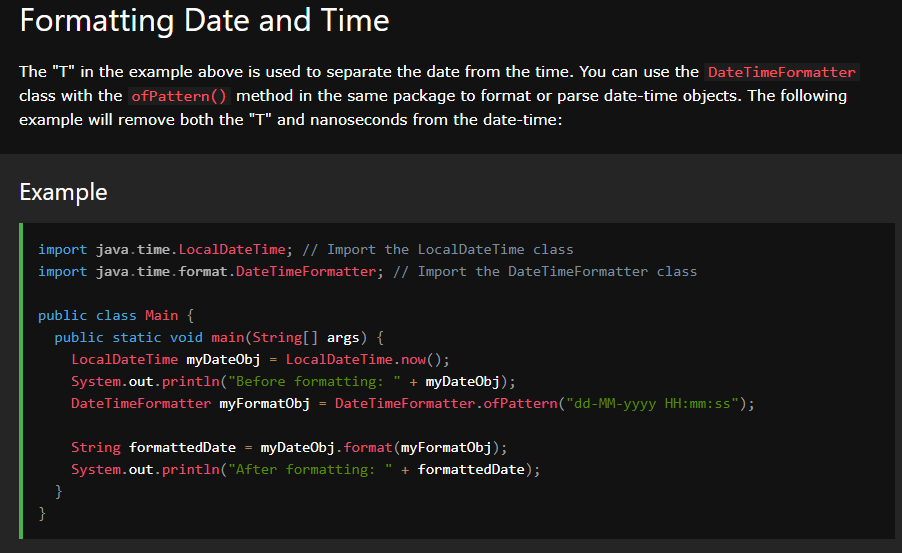 Formatting Date and Time
The "T" in the example above is used to separate the date from the time. You can use the DateTimeFormatter
class with the ofPattern() method in the same package to format or parse date-time objects. The following
example will remove both the "T" and nanoseconds from the date-time:
Example
import java.time.LocalDateTime; // Import the LocalDateTime class
import java.time.format.DateTimeFormatter; // Import the DateTimeFormatter class
public class Main {
  public static void main(String[] args) {
    LocalDateTime myDateObj = LocalDateTime.now();
    System.out.println("Before formatting: " + myDateObj);
    DateTimeFormatter myFormatObj = DateTimeFormatter.ofPattern("dd-MM-yyyy HH:mm:ss");
    String formattedDate = myDateObj.format(myFormatObj);
    System.out.println("After formatting: " + formattedDate);
  }
}